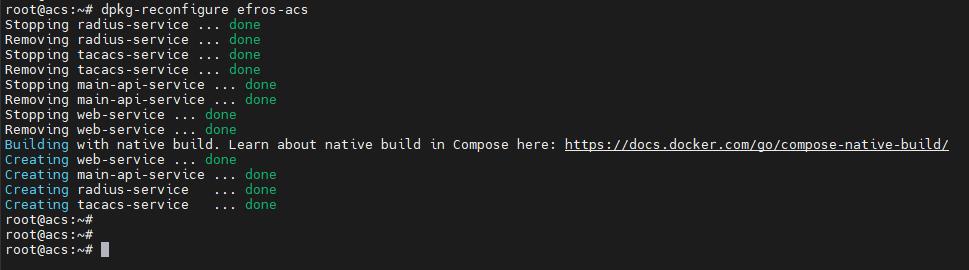 root@acs:~# dpkg-reconfigure efros-acs
Stopping radius-service ... done
Removing radius-service ... done
Stopping tacacs-service ... done
Removing tacacs-service ... done
Stopping main-api-service ... done
Removing main-api-service ... done
Stopping web-service ... done
Removing web-service ... done
Building with native build. Learn about native build in Compose here: https://docs.docker.com/go/compose-native-build/
Creating web-service ... done
Creating main-api-service ... done
Creating radius-service   ... done
Creating tacacs-service   ... done
root@acs:~#
root@acs:~#
root@acs:~#